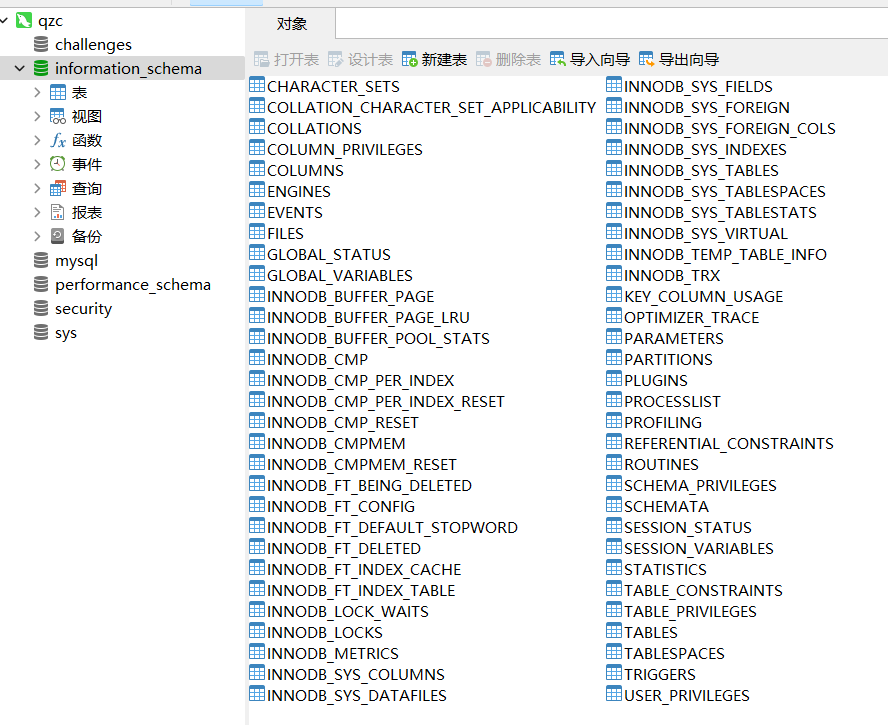 qzc
challenges
information_schema
表
视图
函数
事件
查询
报表
备份
mysql
performance_schema
security
sys
对象
打开表 设计表 新建表 删除表 导入向导 导出向导
CHARACTER_SETS
COLLATION_CHARACTER_SET_APPLICABILITY
COLLATIONS
COLUMN_PRIVILEGES
COLUMNS
ENGINES
EVENTS
FILES
GLOBAL_STATUS
GLOBAL_VARIABLES
INNODB_BUFFER_PAGE
INNODB_BUFFER_PAGE_LRU
INNODB_BUFFER_POOL_STATS
INNODB_CMP
INNODB_CMP_PER_INDEX
INNODB_CMP_PER_INDEX_RESET
INNODB_CMP_RESET
INNODB_CMPMEM
INNODB_CMPMEM_RESET
INNODB_FT_BEING_DELETED
INNODB_FT_CONFIG
INNODB_FT_DEFAULT_STOPWORD
INNODB_FT_DELETED
INNODB_FT_INDEX_CACHE
INNODB_FT_INDEX_TABLE
INNODB_LOCK_WAITS
INNODB_LOCKS
INNODB_METRICS
INNODB_SYS_COLUMNS
INNODB_SYS_DATAFILES
INNODB_SYS_FIELDS
INNODB_SYS_FOREIGN
INNODB_SYS_FOREIGN_COLS
INNODB_SYS_INDEXES
INNODB_SYS_TABLES
INNODB_SYS_TABLESPACES
INNODB_SYS_TABLESTATS
INNODB_SYS_VIRTUAL
INNODB_TEMP_TABLE_INFO
INNODB_TRX
KEY_COLUMN_USAGE
OPTIMIZER_TRACE
PARAMETERS
PARTITIONS
PLUGINS
PROCESSLIST
PROFILING
REFERENTIAL_CONSTRAINTS
ROUTINES
SCHEMA_PRIVILEGES
SCHEMATA
SESSION_STATUS
SESSION_VARIABLES
STATISTICS
TABLE_CONSTRAINTS
TABLE_PRIVILEGES
TABLES
TABLESPACES
TRIGGERS
USER_PRIVILEGES